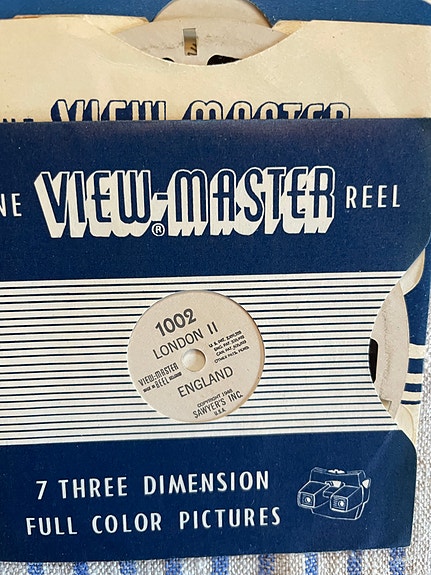 VIEW-MASTER
NE VIEW-MASTER® REEL
1002
LONDON II
VIEW-MASTER
REEL
ENGLAND
COPYRIGHT
SAWYER'S INC.
U.S.A.
7 THREE DIMENSION
FULL COLOR PICTURES